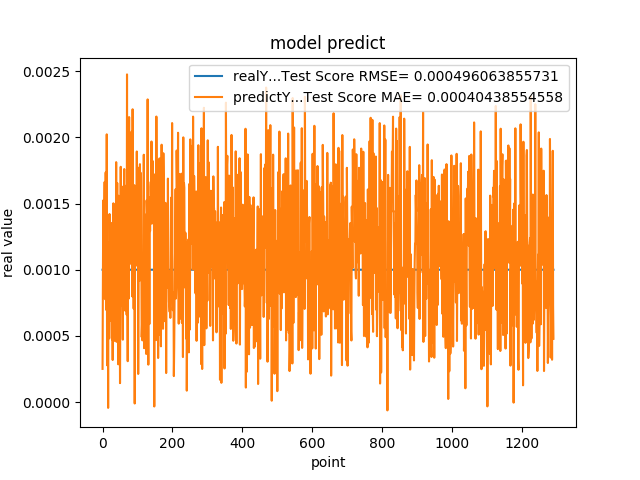 model predict
realY...Test Score RMSE= 0.000496063855731
predictY...Test Score MAE= 0.00040438554558
0.0025
0.0020
0.0015
0.0010
0.0005
0.0000
real value
0 200 400 600 800 1000 1200
point